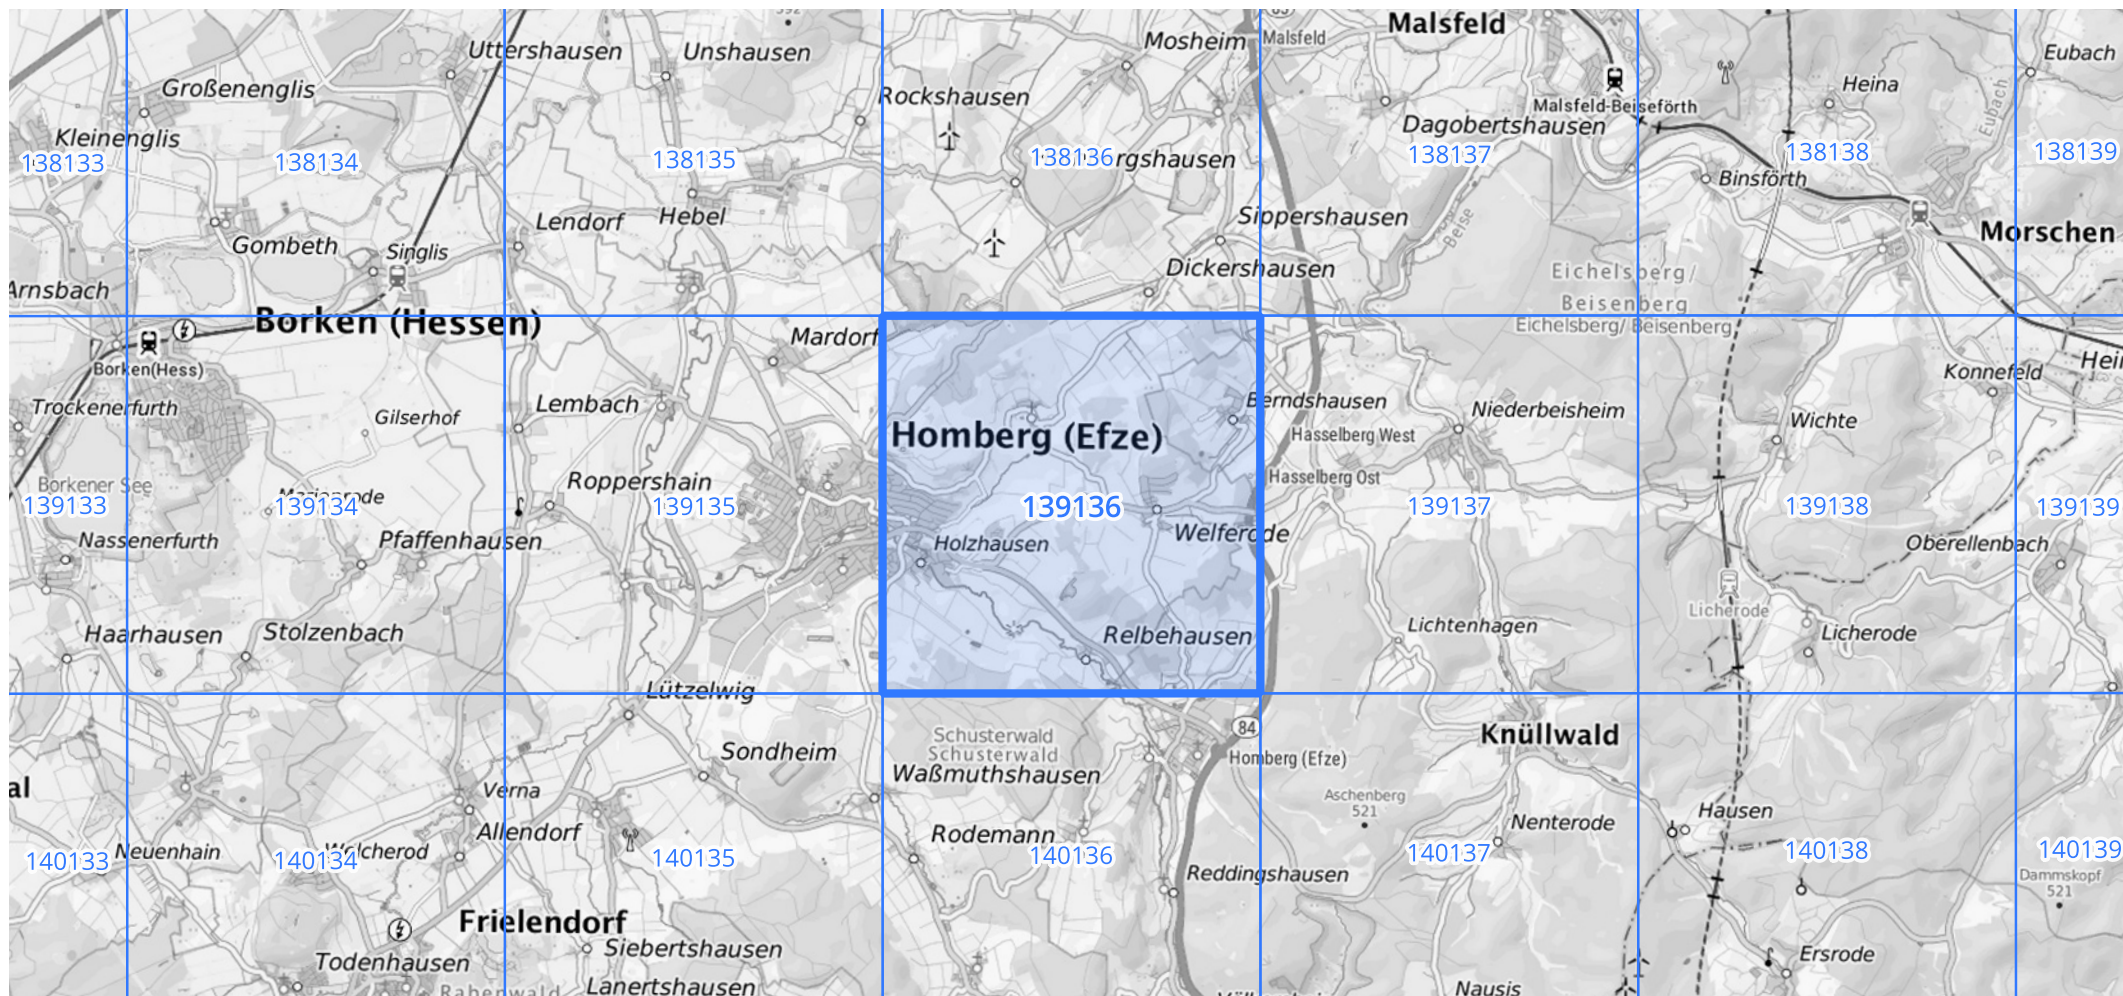 Malsfeld
Uttershausen
Unshausen
Mosheim
Malsfeld
Eubach
Großenenglis
Rockshausen
Heina
Malsfeld-Beiseförth
Eubach
Kleinenglis
Dagobertshausen
138133
138134
138135
138136
rgshausen
138137
138138
138139
Binsförth
Lendorf
Hebel
Sippershausen
Beise
Morschen
Gombeth
Singlis
Dickershausen
Eichelsberg/
Beisenberg
Arnsbach
Borken (Hessen)
Eichelsberg/ Beisenberg
Mardorf
Borken(Hess)
Konnefeld
Hei
Trockenerfurth
Gilserhof
Lembach
Berndshausen
Niederbeisheim
Wichte
Homberg (Efze)
Hasselberg West
Hasselberg Ost
Borkener See
Roppershain
139133
139134
139135
139136
139137
139138
139139
Nassenerfurth
Pfaffenhausen
Holzhausen
Welferode
Oberellenbach
Licherode
Haarhausen
Stolzenbach
Relbehausen
Lichtenhagen
Licherode
Lützelwig
Schusterwald
Schusterwald
84
Knüllwald
Sondheim
Homberg (Efze)
Waßmuthshausen
al
Verna
Aschenberg
521
Hausen
Allendorf
Rodemann
Nenterode
Neuenhain
140133
140134
140135
140136
140137
140138
140139
Reddingshausen
Dammskopf
521
Frielendorf
Siebertshausen
Ersrode
Todenhausen
Lanertshausen
Nausis